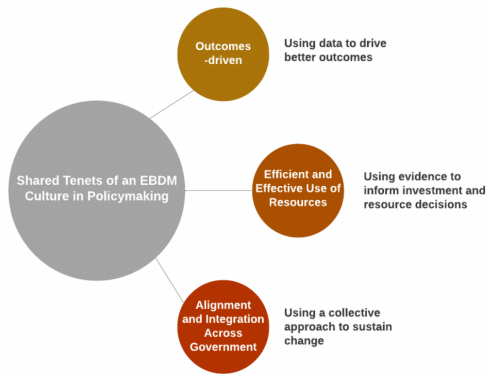 Outcomes
-driven
Using data to drive
better outcomes
Shared Tenets of an EBDM
Culture in Policymaking
Efficient and
Effective Use of
Resources
Using evidence to
inform investment and
resource decisions
Alignment
and Integration
Across
Government
Using a collective
approach to sustain
change